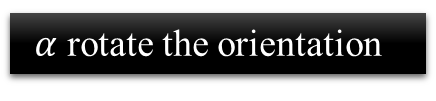 α rotate the orientation